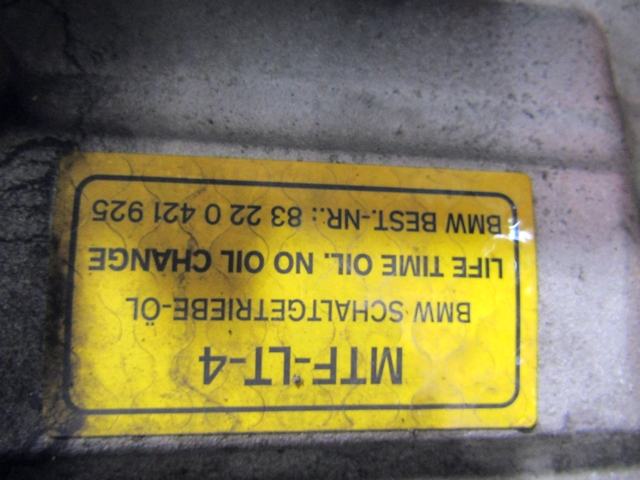 MTF-LT-4
BMW SCHALTGETRIEBE-ÖL
LIFE TIME OIL. NO OIL CHANGE
BMW BEST.-NR.: 83 22 0 421 925